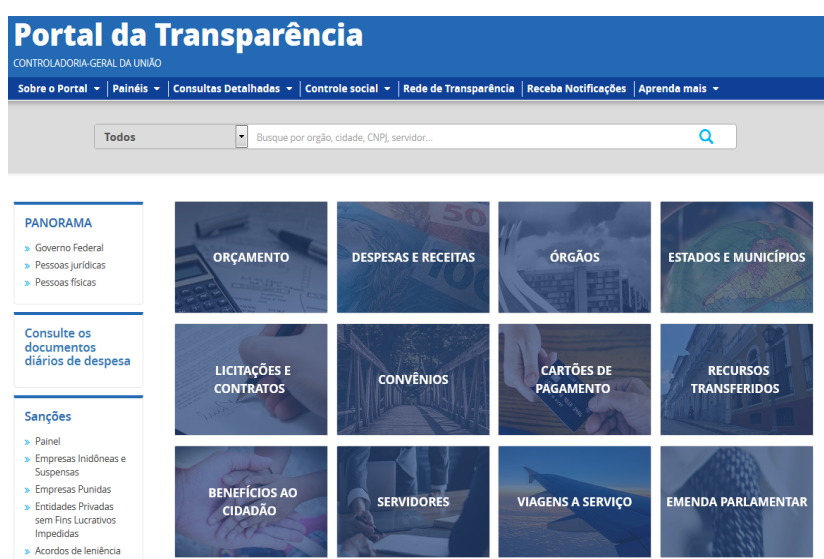 Portal da Transparência
CONTROLADORIA-GERAL DA UNIÃO
Sobre o Portal
Painéis
Consultas Detalhadas
Controle social
Rede de Transparência
Receba Notificações
Aprenda mais
Todos
Busque por orgão, cidade, CNPJ, servidor...
PANORAMA
» Governo Federal
» Pessoas jurídicas
» Pessoas físicas
Consulte os
documentos
diários de despesa
Sanções
» Painel
» Empresas Inidôneas e
Suspensas
» Empresas Punidas
» Entidades Privadas
sem Fins Lucrativos
Impedidas
» Acordos de leniência
ORÇAMENTO
DESPESAS E RECEITAS
50
100
ÓRGÃOS
ESTADOS E MUNICÍPIOS
LICITAÇÕES E
CONTRATOS
CONVÊNIOS
CARTÕES DE
PAGAMENTO
RECURSOS
TRANSFERIDOS
BENEFÍCIOS AO
CIDADÃO
SERVIDORES
VIAGENS A SERVIÇO
EMENDA PARLAMENTAR